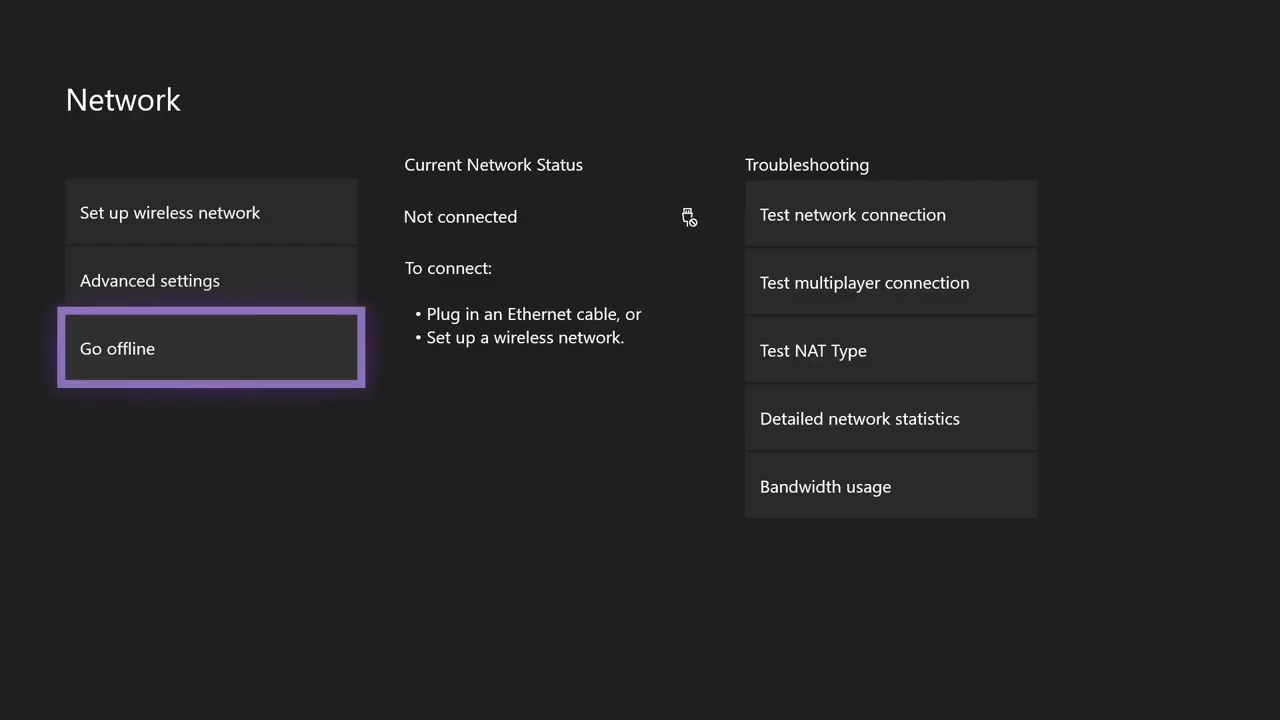 Network
Set up wireless network
Advanced settings
Go offline
Current Network Status
Not connected
To connect:
• Plug in an Ethernet cable, or
• Set up a wireless network.
Troubleshooting
Test network connection
Test multiplayer connection
Test NAT Type
Detailed network statistics
Bandwidth usage